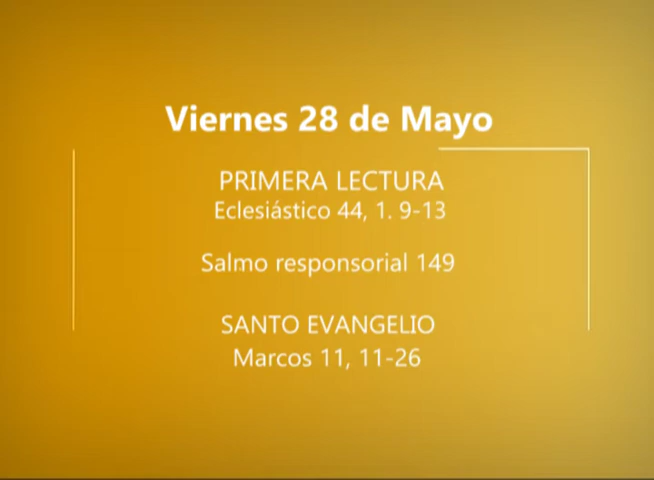 Viernes 28 de Mayo
PRIMERA LECTURA
Eclesiástico 44, 1. 9-13
Salmo responsorial 149
SANTO EVANGELIO
Marcos 11, 11-26